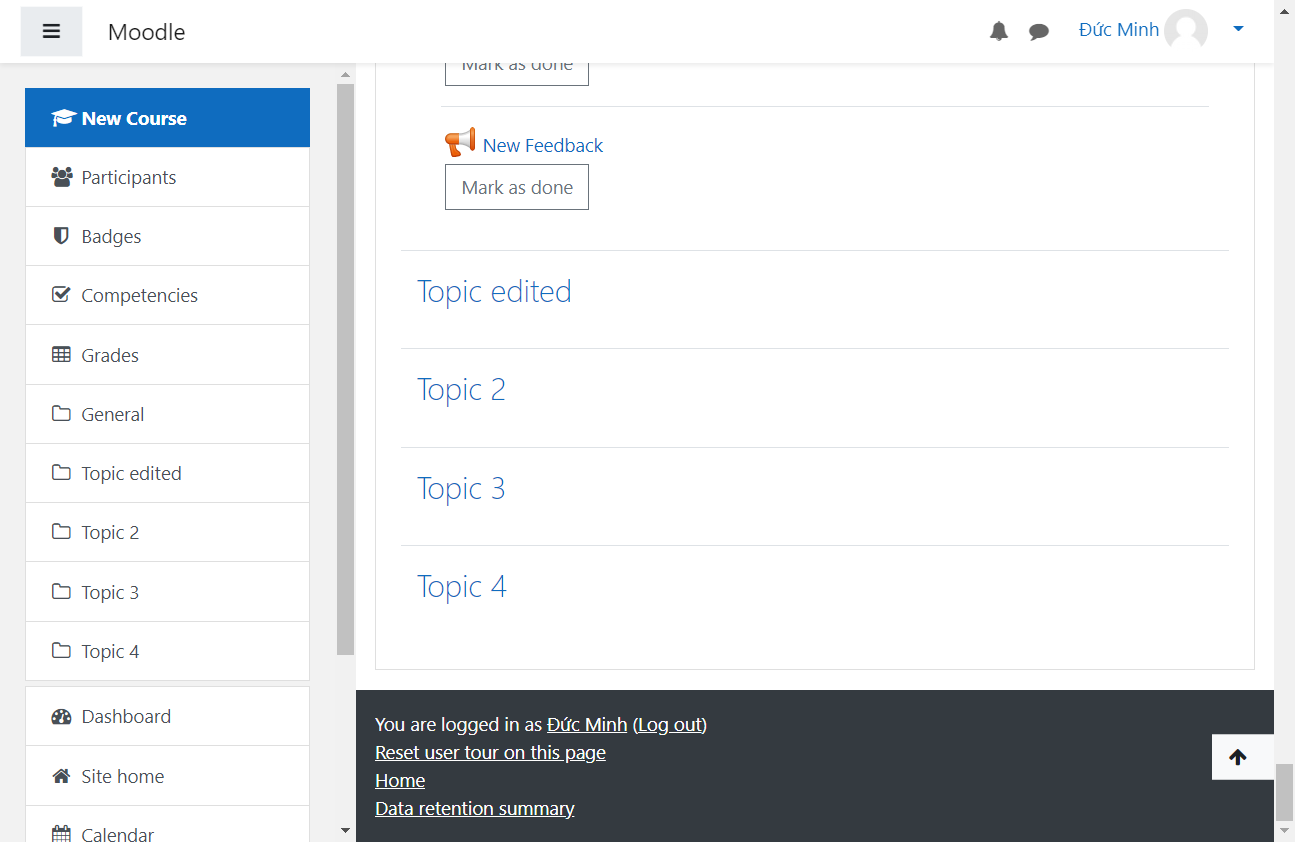 Moodle
Đức Minh
New Course
Participants
Badges
Competencies
Grades
General
Topic edited
Topic 2
Topic 3
Topic 4
Dashboard
Site home
Calendar
Mark as done
New Feedback
Mark as done
Topic edited
Topic 2
Topic 3
Topic 4
You are logged in as Đức Minh (Log out)
Reset user tour on this page
Home
Data retention summary